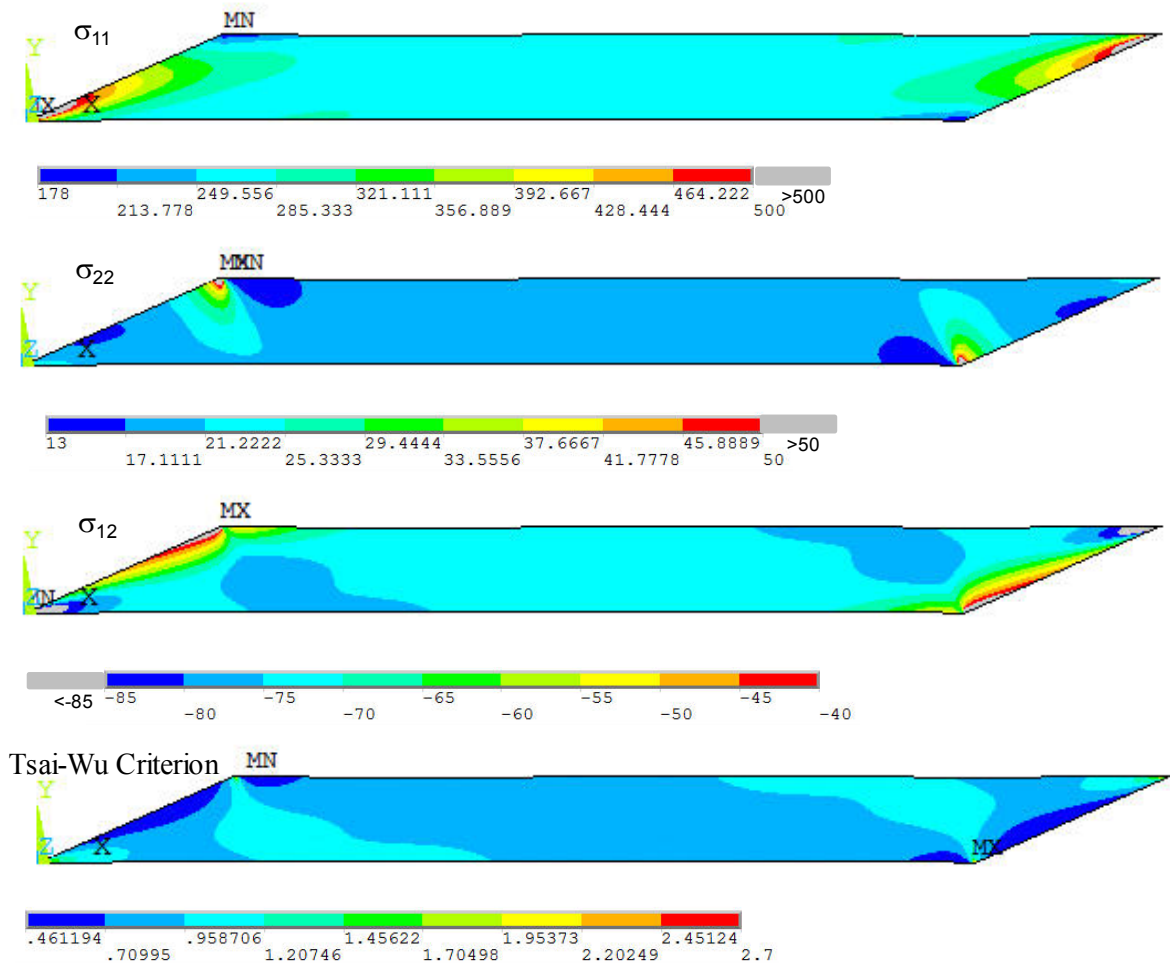 MN
σ11
Y
ZX X
178 249.556 321.111 392.667 464.222 >500
213.778 285.333 356.889 428.444 500
σ22
Y
Z X
13 21.2222 29.4444 37.6667 45.8889 >50
17.1111 25.3333 33.5556 41.7778 50
MX
σ12
Y
X
<-85 -85 -75 -65 -55 -45
-80 -70 -60 -50 -40
Tsai-Wu Criterion MN
Y
Z X MX
.461194 .958706 1.45622 1.95373 2.45124
.70995 1.20746 1.70498 2.20249 2.7